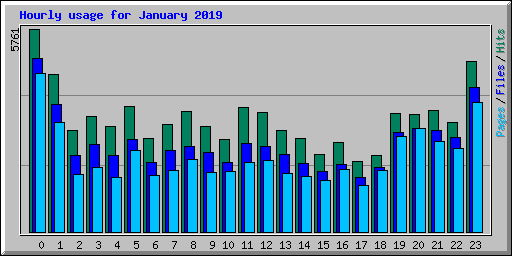 Hourly usage for January 2019
5761
Pages / Files / Hits
0 1 2 3 4 5 6 7 8 9 10 11 12 13 14 15 16 17 18 19 20 21 22 23